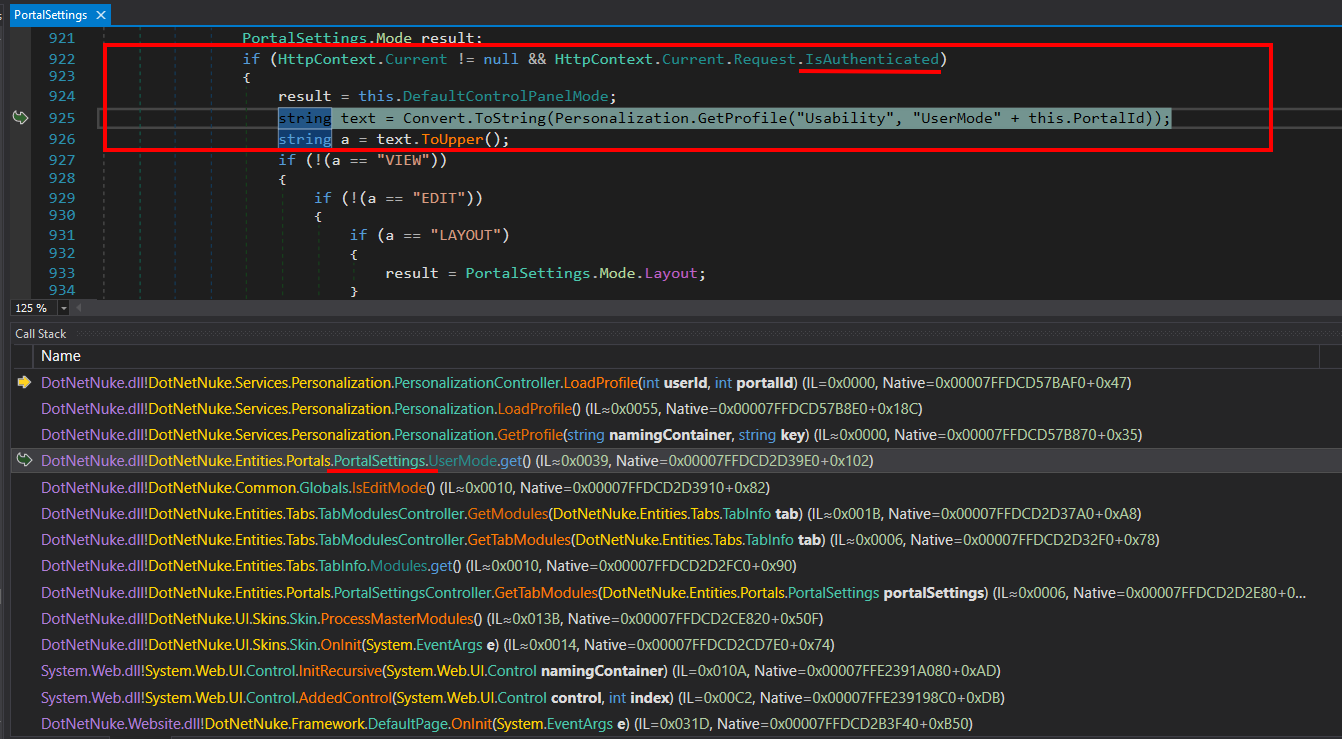 PortalSettings ×
921 PortalSettings.Mode result;
922 if (HttpContext.Current != null && HttpContext.Current.Request.IsAuthenticated)
923 {
924 result = this.DefaultControlPanelMode;
925 string text = Convert.ToString(Personalization.GetProfile("Usability", "UserMode" + this.PortalId));
926 string a = text.ToUpper();
927 if (!(a == "VIEW"))
928 {
929 if (!(a == "EDIT"))
930 {
931 if (a == "LAYOUT")
932 {
933 result = PortalSettings.Mode.Layout;
934 }
125 %
Call Stack
Name
DotNetNuke.dll!DotNetNuke.Services.Personalization.PersonalizationController.LoadProfile(int userId, int portalId) (IL=0x0000, Native=0x00007FFDCD57BAF0+0x47)
DotNetNuke.dll!DotNetNuke.Services.Personalization.Personalization.LoadProfile() (IL≈0x0055, Native=0x00007FFDCD57B8E0+0x18C)
DotNetNuke.dll!DotNetNuke.Services.Personalization.Personalization.GetProfile(string namingContainer, string key) (IL≈0x0000, Native=0x00007FFDCD57B870+0x35)
DotNetNuke.dll!DotNetNuke.Entities.Portals.PortalSettings.UserMode.get() (IL≈0x0039, Native=0x00007FFDCD2D39E0+0x102)
DotNetNuke.dll!DotNetNuke.Common.Globals.IsEditMode() (IL≈0x0010, Native=0x00007FFDCD2D3910+0x82)
DotNetNuke.dll!DotNetNuke.Entities.Tabs.TabModulesController.GetModules(DotNetNuke.Entities.Tabs.TabInfo tab) (IL≈0x001B, Native=0x00007FFDCD2D37A0+0xA8)
DotNetNuke.dll!DotNetNuke.Entities.Tabs.TabModulesController.GetTabModules(DotNetNuke.Entities.Tabs.TabInfo tab) (IL≈0x0006, Native=0x00007FFDCD2D32F0+0x78)
DotNetNuke.dll!DotNetNuke.Entities.Tabs.TabInfo.Modules.get() (IL≈0x0010, Native=0x00007FFDCD2D2FC0+0x90)
DotNetNuke.dll!DotNetNuke.Entities.Portals.PortalSettingsController.GetTabModules(DotNetNuke.Entities.Portals.PortalSettings portalSettings) (IL≈0x0006, Native=0x00007FFDCD2D2E80+0...
DotNetNuke.dll!DotNetNuke.UI.Skins.Skin.ProcessMasterModules() (IL≈0x013B, Native=0x00007FFDCD2CE820+0x50F)
DotNetNuke.dll!DotNetNuke.UI.Skins.Skin.OnInit(System.EventArgs e) (IL≈0x0014, Native=0x00007FFDCD2CD7E0+0x74)
System.Web.dll!System.Web.UI.Control.InitRecursive(System.Web.UI.Control namingContainer) (IL=0x010A, Native=0x00007FFE2391A080+0xAD)
System.Web.dll!System.Web.UI.Control.AddedControl(System.Web.UI.Control control, int index) (IL=0x00C2, Native=0x00007FFE239198C0+0xDB)
DotNetNuke.Website.dll!DotNetNuke.Framework.DefaultPage.OnInit(System.EventArgs e) (IL=0x031D, Native=0x00007FFDCD2B3F40+0xB50)